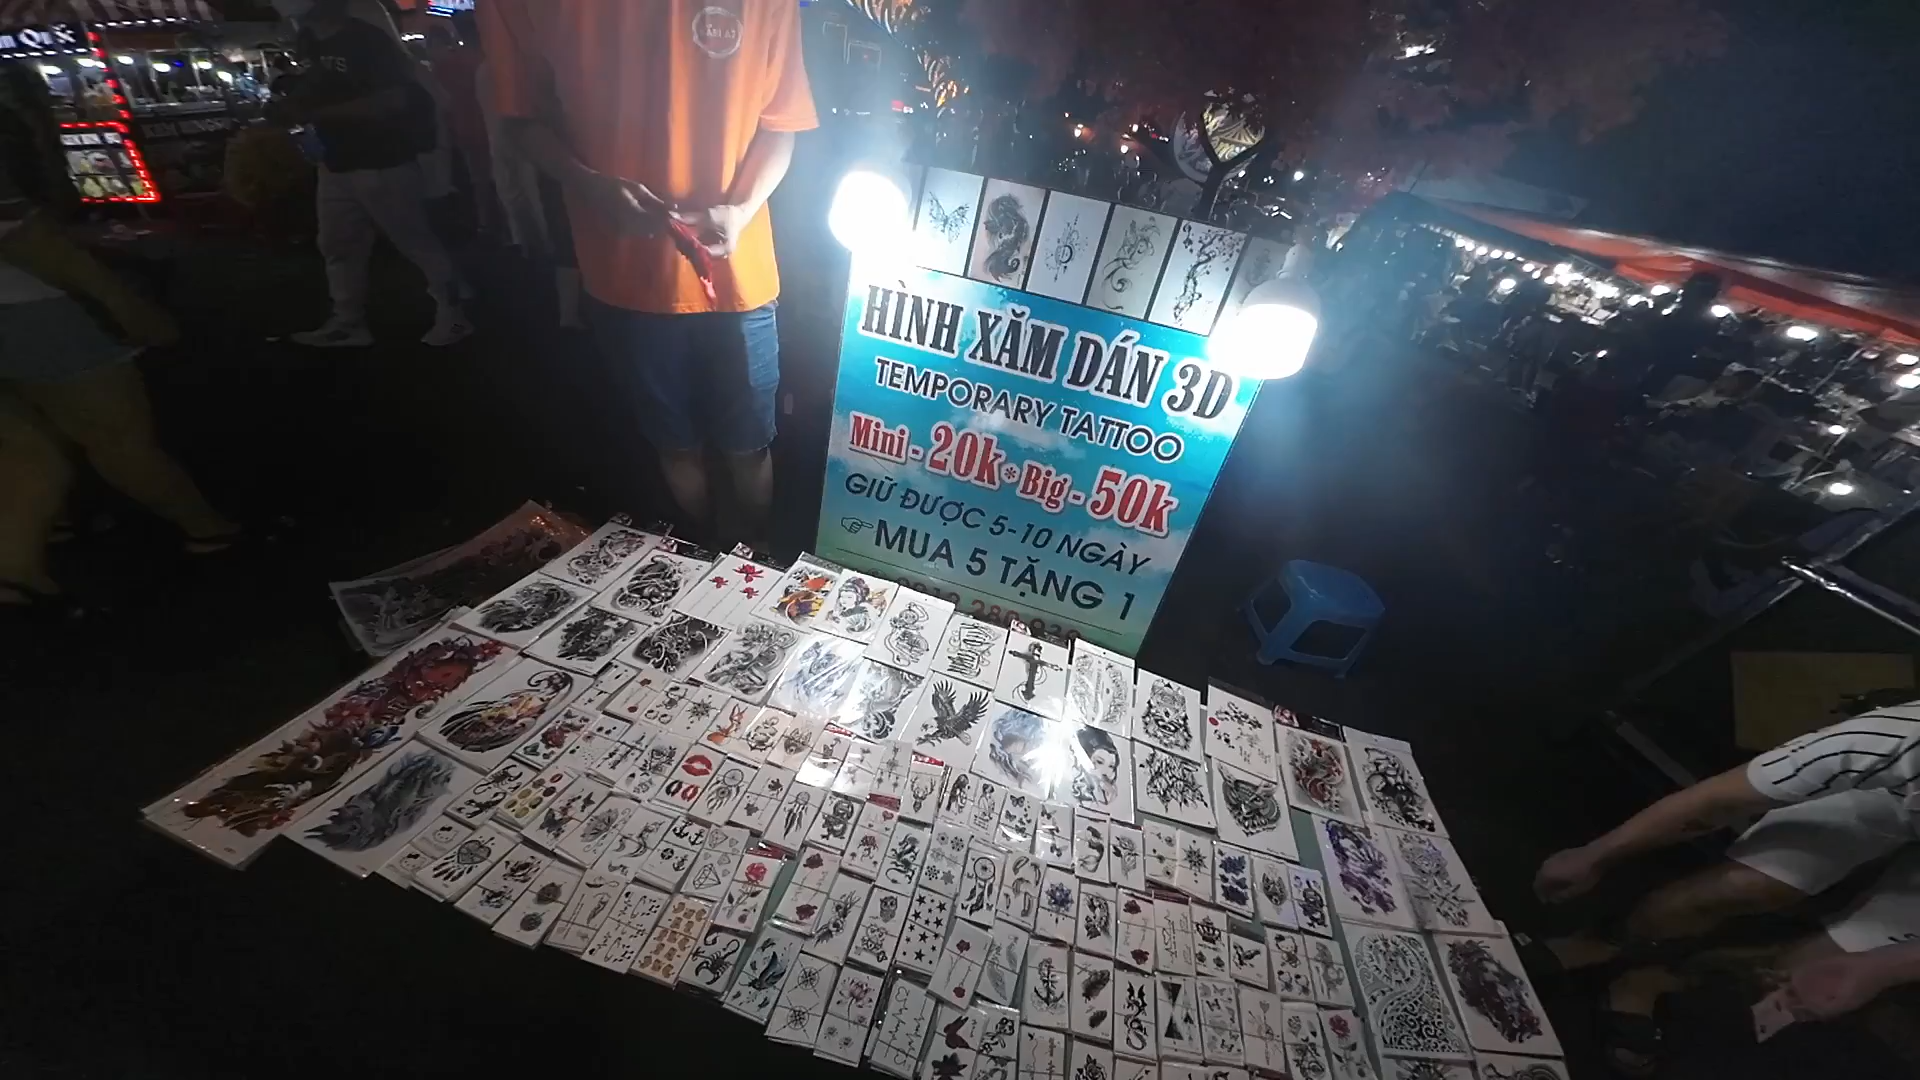 HÌNH XĂM DÁN 3D
TEMPORARY TATTOO
Mini - 20k * Big - 50k
GIỮ ĐƯỢC 5-10 NGÀY
☞ MUA 5 TẶNG 1